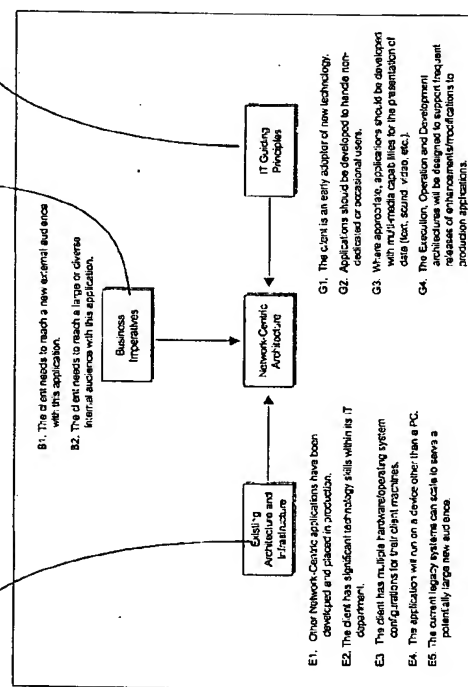 B1. The client needs to reach a new external audience
with this application.
B2. The client needs to reach a large or diverse
internal audience with this application.
Business
Imperatives
Existing
Architecture and
Infrastructure
Network-Centric
Architecture
IT Guiding
Principles
E1. Other Network-Centric applications have been
developed and placed in production.
E2. The client has significant technology skills within its IT
department.
E3 The client has multiple hardware/operating system
configurations for their client machines.
E4. The application will run on a device other than a PC.
E5. The current legacy systems can scale to serve a
potentially large new audience.
G1. The client is an early adopter of new technology.
G2. Applications should be developed to handle non-
dedicated or occasional users.
G3. Where appropriate, applications should be developed
with multi-media capabilities for the presentation of
data (text, sound, video, etc.).
G4. The Execution, Operation and Development
architectures will be designed to support frequent
releases of enhancements/modifications to
production applications.